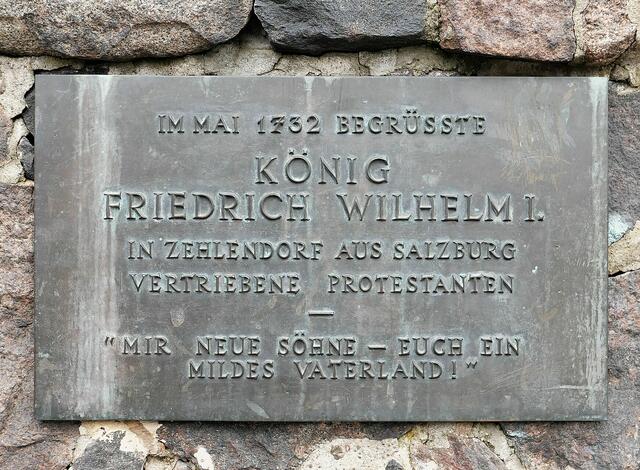 IM MAI 1732 BEGRÜSSTE
KÖNIG
FRIEDRICH WILHELM I.
IN ZEHLENDORF AUS SALZBURG
VERTRIEBENE PROTESTANTEN
—
"MIR NEUE SÖHNE – EUCH EIN
MILDES VATERLAND!"